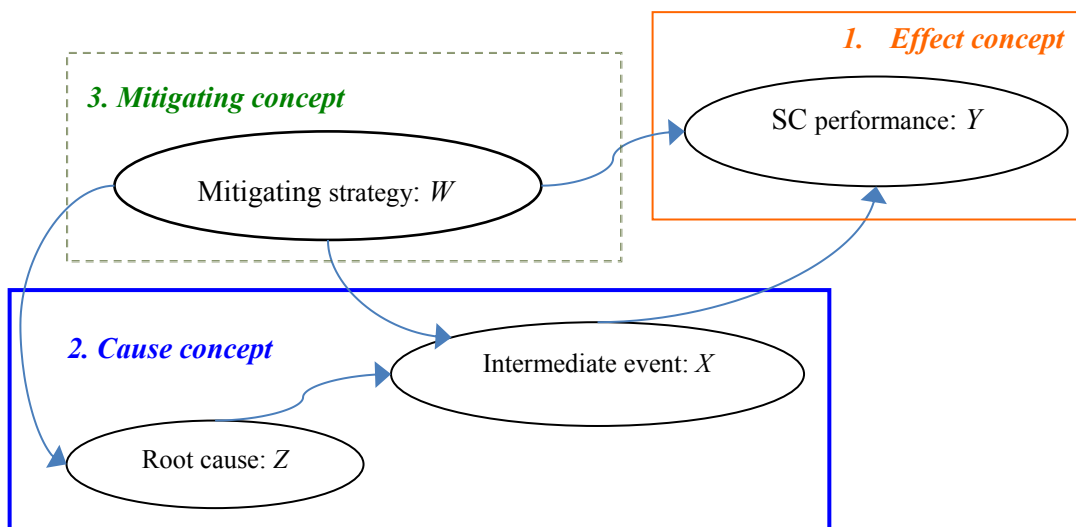 1. Effect concept
SC performance: Y
3. Mitigating concept
Mitigating strategy: W
2. Cause concept
Intermediate event: X
Root cause: Z